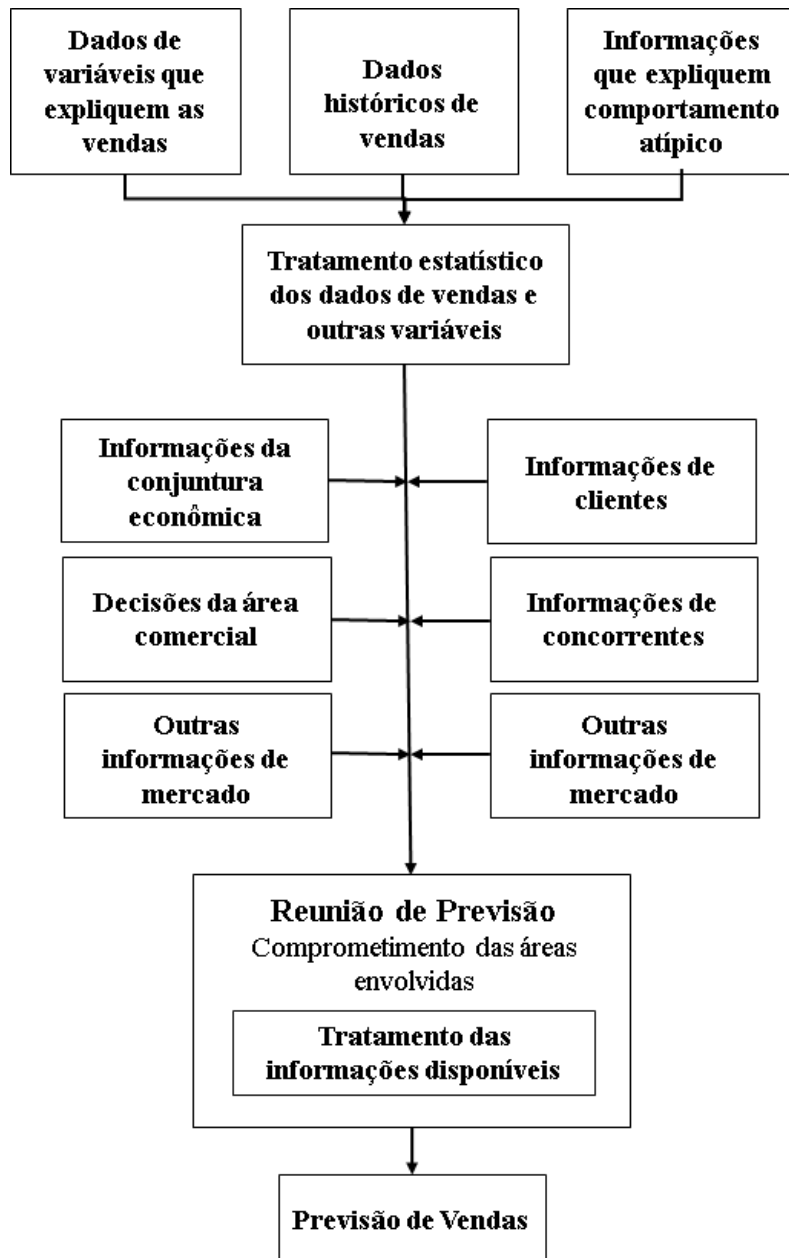 Dados de
variáveis que
expliquem as
vendas
Dados
históricos de
vendas
Informações
que expliquem
comportamento
atípico
Tratamento estatístico
dos dados de vendas e
outras variáveis
Informações da
conjuntura
econômica
Informações de
clientes
Decisões da área
comercial
Informações de
concorrentes
Outras
informações de
mercado
Outras
informações de
mercado
Reunião de Previsão
Comprometimento das áreas
envolvidas
Tratamento das
informações disponíveis
Previsão de Vendas